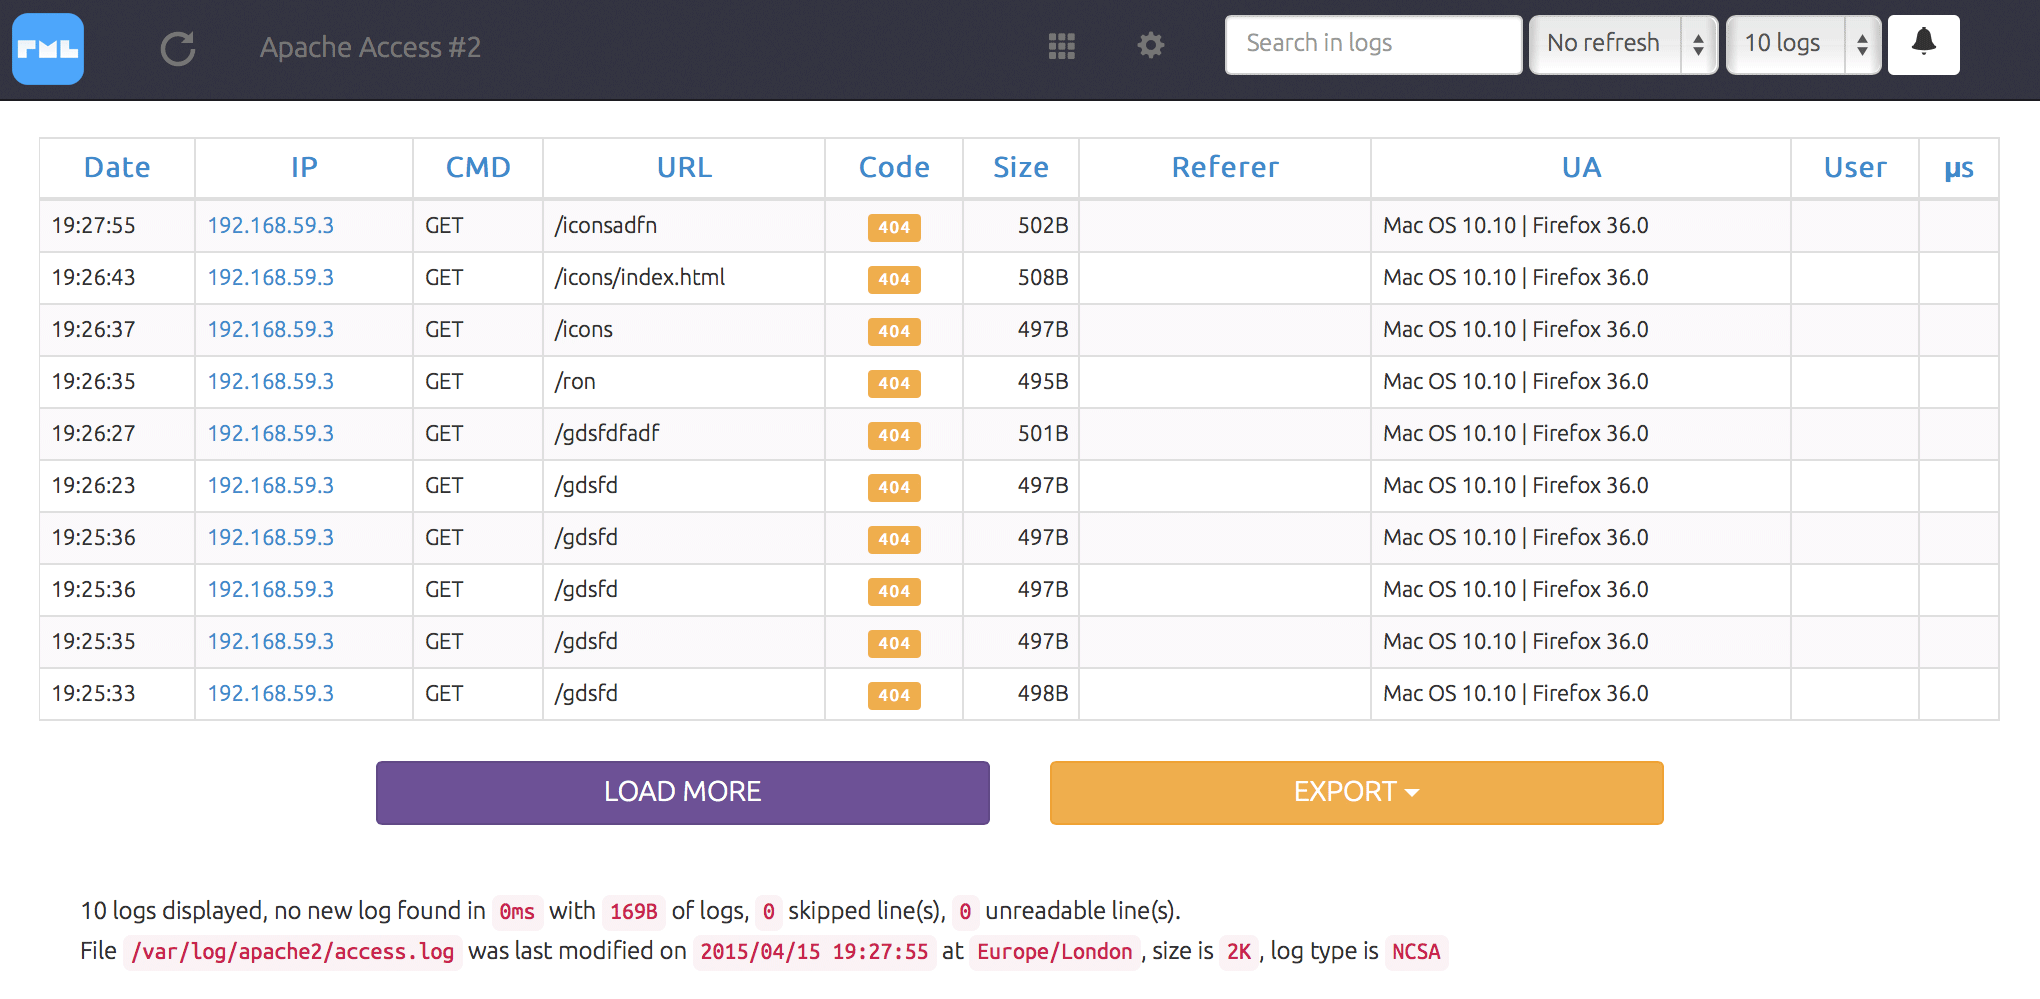 PML Apache Access #2 Search in logs No refresh 10 logs
Date IP CMD URL Code Size Referer UA User µs
19:27:55 192.168.59.3 GET /iconsadfn 404 502B Mac OS 10.10 | Firefox 36.0
19:26:43 192.168.59.3 GET /icons/index.html 404 508B Mac OS 10.10 | Firefox 36.0
19:26:37 192.168.59.3 GET /icons 404 497B Mac OS 10.10 | Firefox 36.0
19:26:35 192.168.59.3 GET /ron 404 495B Mac OS 10.10 | Firefox 36.0
19:26:27 192.168.59.3 GET /gdsfdfadf 404 501B Mac OS 10.10 | Firefox 36.0
19:26:23 192.168.59.3 GET /gdsfd 404 497B Mac OS 10.10 | Firefox 36.0
19:25:36 192.168.59.3 GET /gdsfd 404 497B Mac OS 10.10 | Firefox 36.0
19:25:36 192.168.59.3 GET /gdsfd 404 497B Mac OS 10.10 | Firefox 36.0
19:25:35 192.168.59.3 GET /gdsfd 404 497B Mac OS 10.10 | Firefox 36.0
19:25:33 192.168.59.3 GET /gdsfd 404 498B Mac OS 10.10 | Firefox 36.0
LOAD MORE EXPORT
10 logs displayed, no new log found in 0ms with 169B of logs, 0 skipped line(s), 0 unreadable line(s).
File /var/log/apache2/access.log was last modified on 2015/04/15 19:27:55 at Europe/London, size is 2K, log type is NCSA